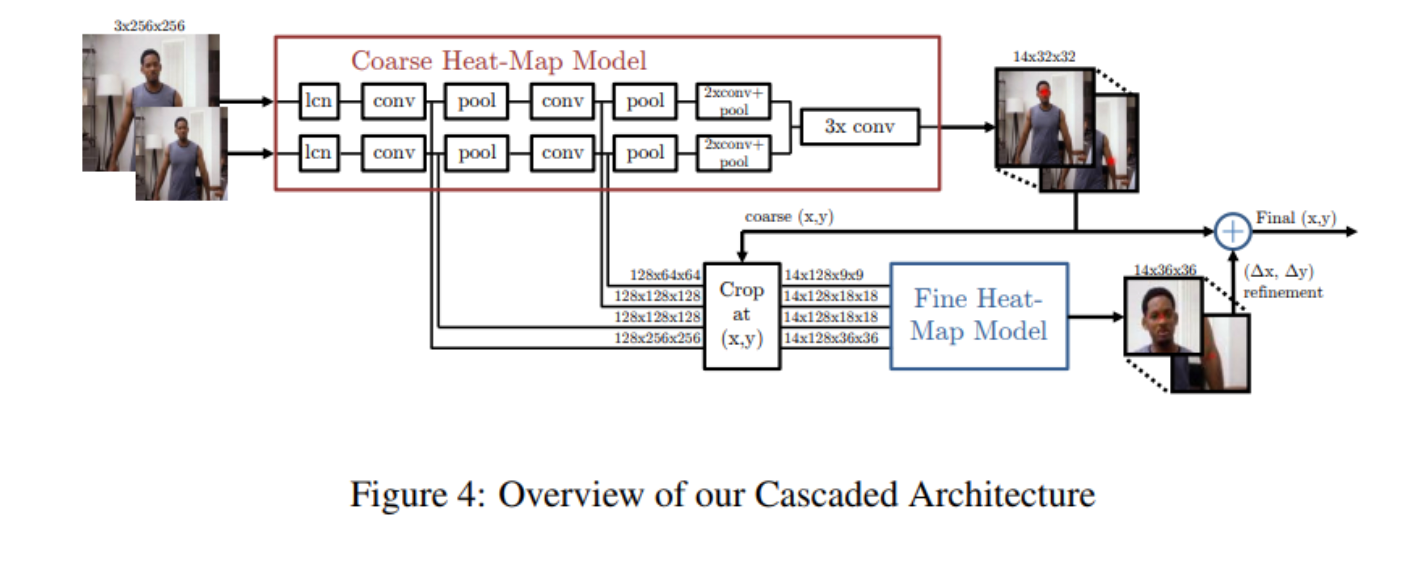 3x256x256
Coarse Heat-Map Model
lcn conv pool conv pool 2xconv+ pool
lcn conv pool conv pool 2xconv+ pool
3x conv
14x32x32
coarse (x,y)
Final (x,y)
128x64x64
128x128x128
128x128x128
128x256x256
Crop
at
(x,y)
14x128x9x9
14x128x18x18
14x128x18x18
14x128x36x36
Fine Heat-
Map Model
14x36x36
(Δx, Δy)
refinement
Figure 4: Overview of our Cascaded Architecture